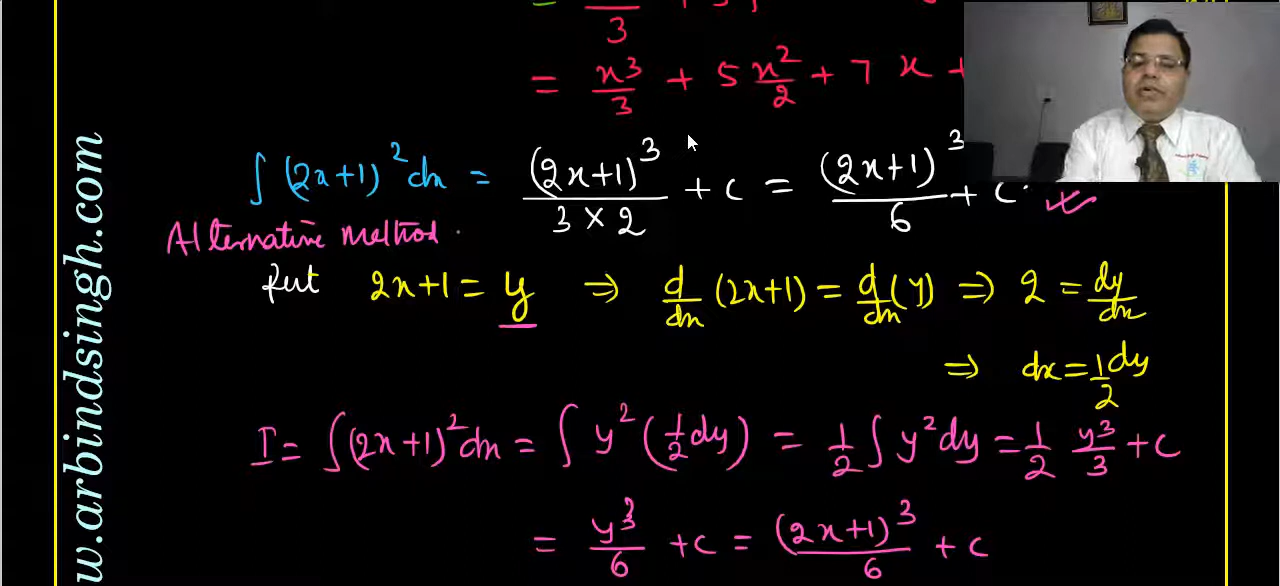 = 3
= x³/3 + 5 x²/2 + 7 x +
∫ (2x+1)² dx = (2x+1)³/(3 × 2) + c = (2x+1)³/6 + c.
Alternative method.
Put 2x+1 = y ⇒ d/dx (2x+1) = d/dx (y) ⇒ 2 = dy/dx
⇒ dx = 1/2 dy
I = ∫ (2x+1)² dx = ∫ y² (1/2 dy) = 1/2 ∫ y² dy = 1/2 y³/3 + c
= y³/6 + c = (2x+1)³/6 + c
w.arbindsingh.com